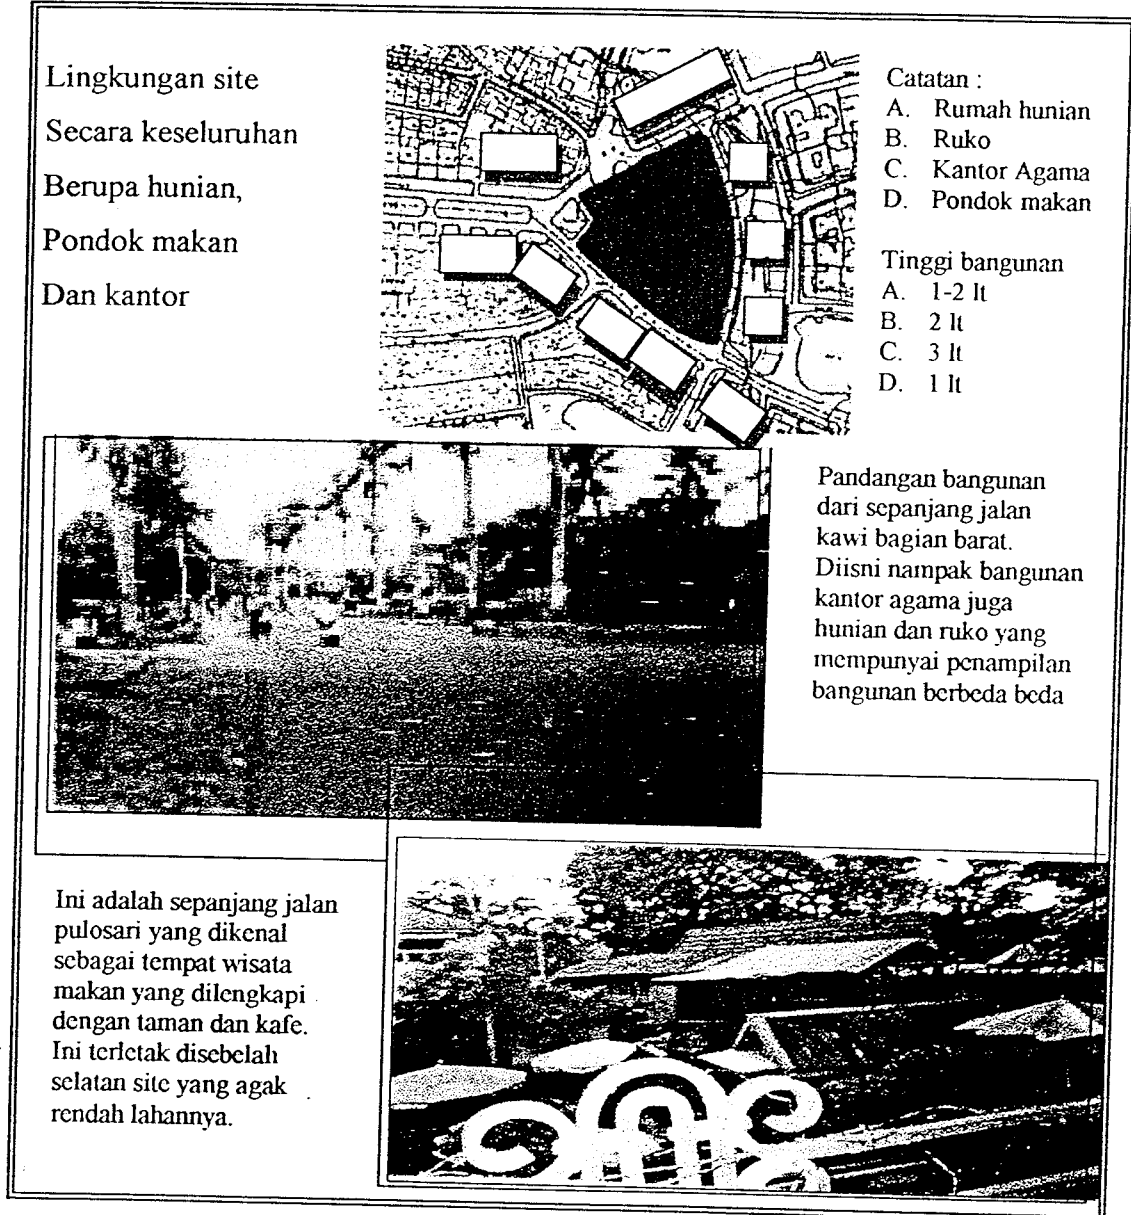 Lingkungan site
Secara keseluruhan
Berupa hunian,
Pondok makan
Dan kantor
Catatan :
A. Rumah hunian
B. Ruko
C. Kantor Agama
D. Pondok makan
Tinggi bangunan
A. 1-2 lt
B. 2 lt
C. 3 lt
D. 1 lt
Pandangan bangunan
dari sepanjang jalan
kawi bagian barat.
Diisni nampak bangunan
kantor agama juga
hunian dan ruko yang
mempunyai penampilan
bangunan berbeda beda
Ini adalah sepanjang jalan
pulosari yang dikenal
sebagai tempat wisata
makan yang dilengkapi
dengan taman dan kafe.
Ini terletak disebelah
selatan site yang agak
rendah lahannya.